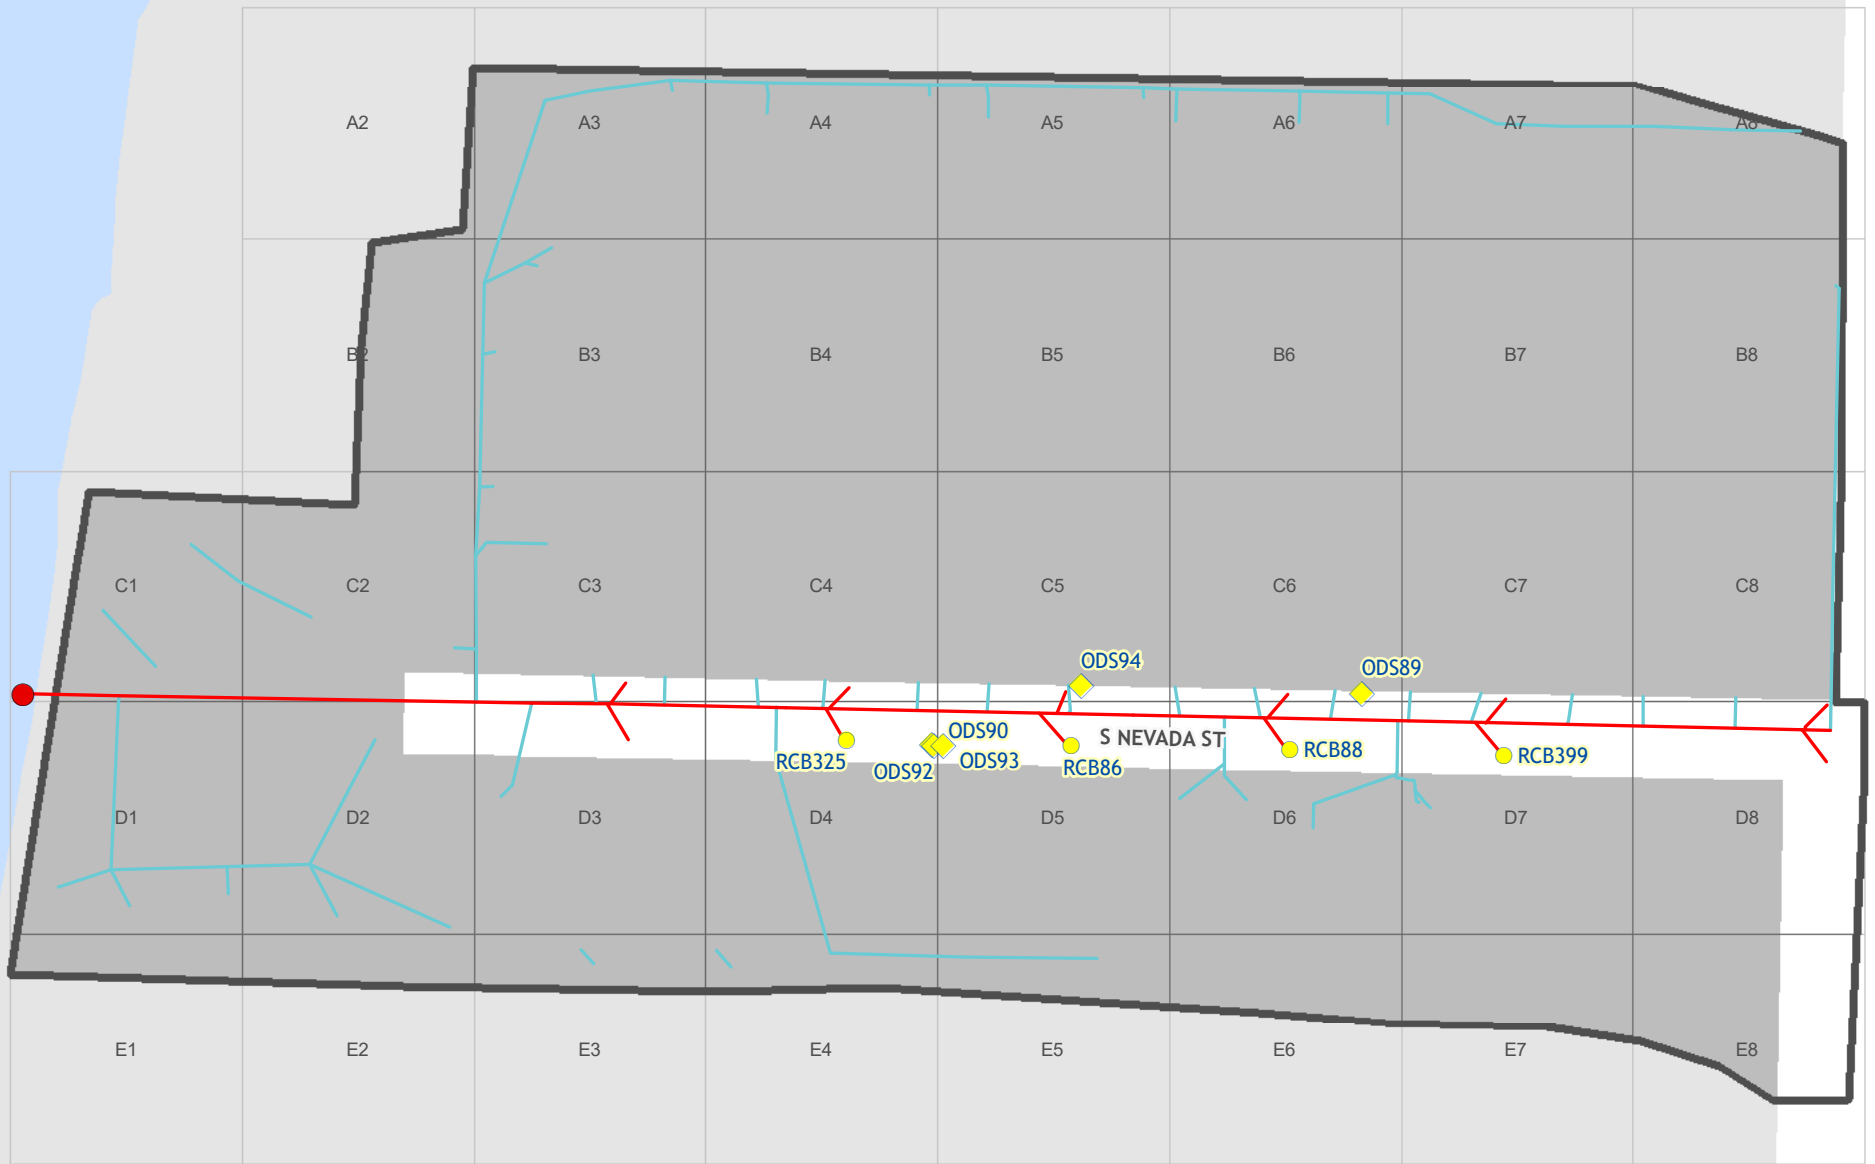 A2 A3 A4 A5 A6 A7 A8
B2 B3 B4 B5 B6 B7 B8
C1 C2 C3 C4 C5 C6 C7 C8
ODS94 ODS89
ODS90
S NEVADA ST
RCB88 RCB399
RCB325 ODS92 ODS93 RCB86
D1 D2 D3 D4 D5 D6 D7 D8
E1 E2 E3 E4 E5 E6 E7 E8